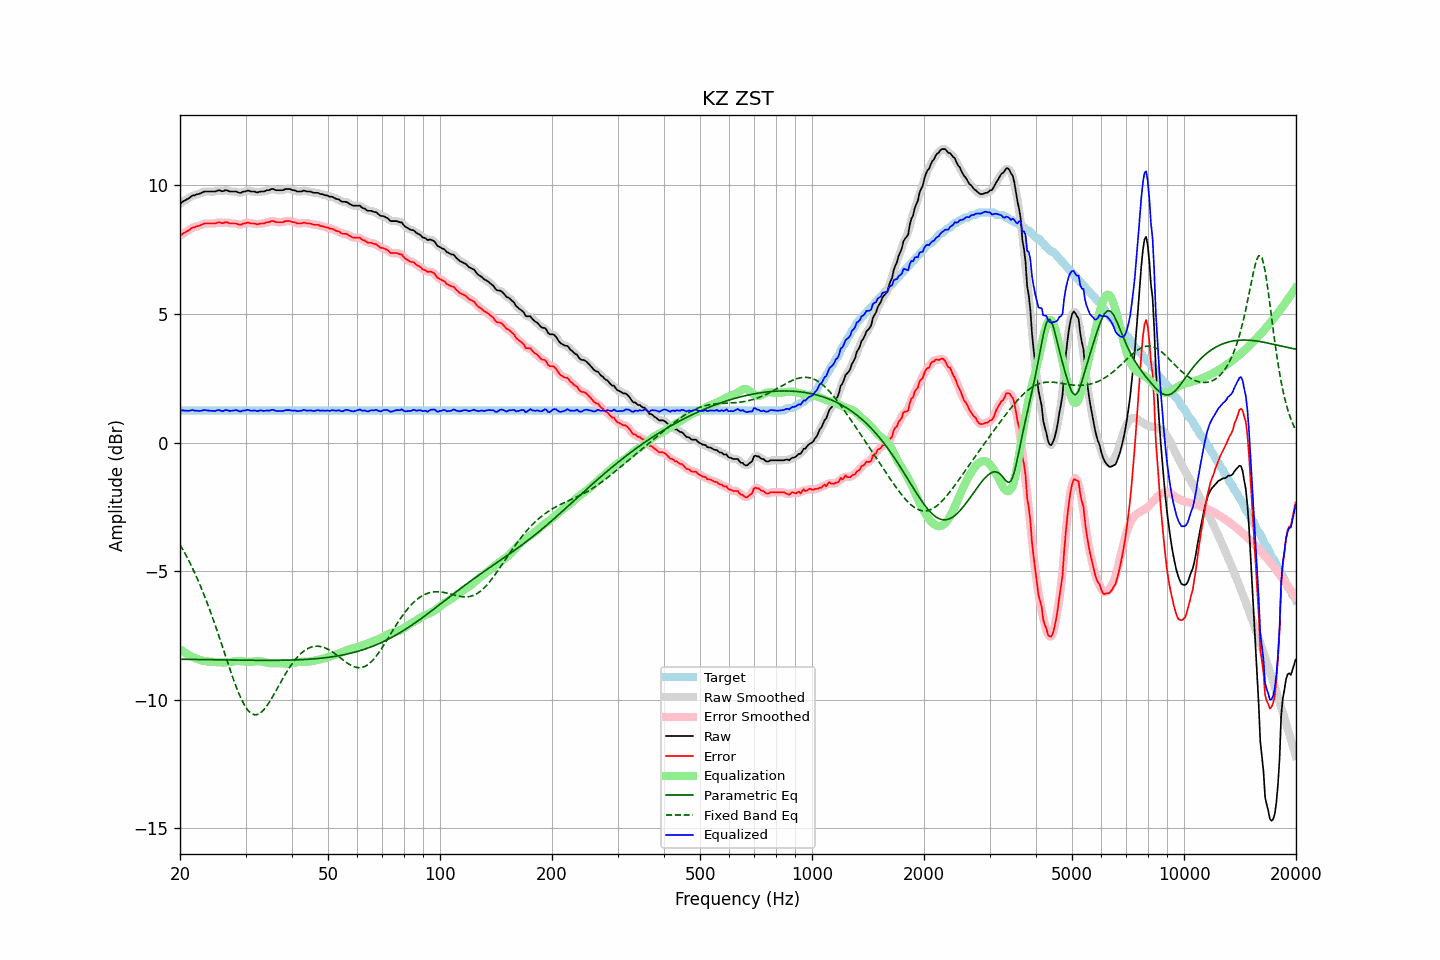 KZ ZST
Amplitude (dBr)
10
5
0
−5
−10
−15
Target
Raw Smoothed
Error Smoothed
Raw
Error
Equalization
Parametric Eq
Fixed Band Eq
Equalized
20 50 100 200 500 1000 2000 5000 10000 20000
Frequency (Hz)